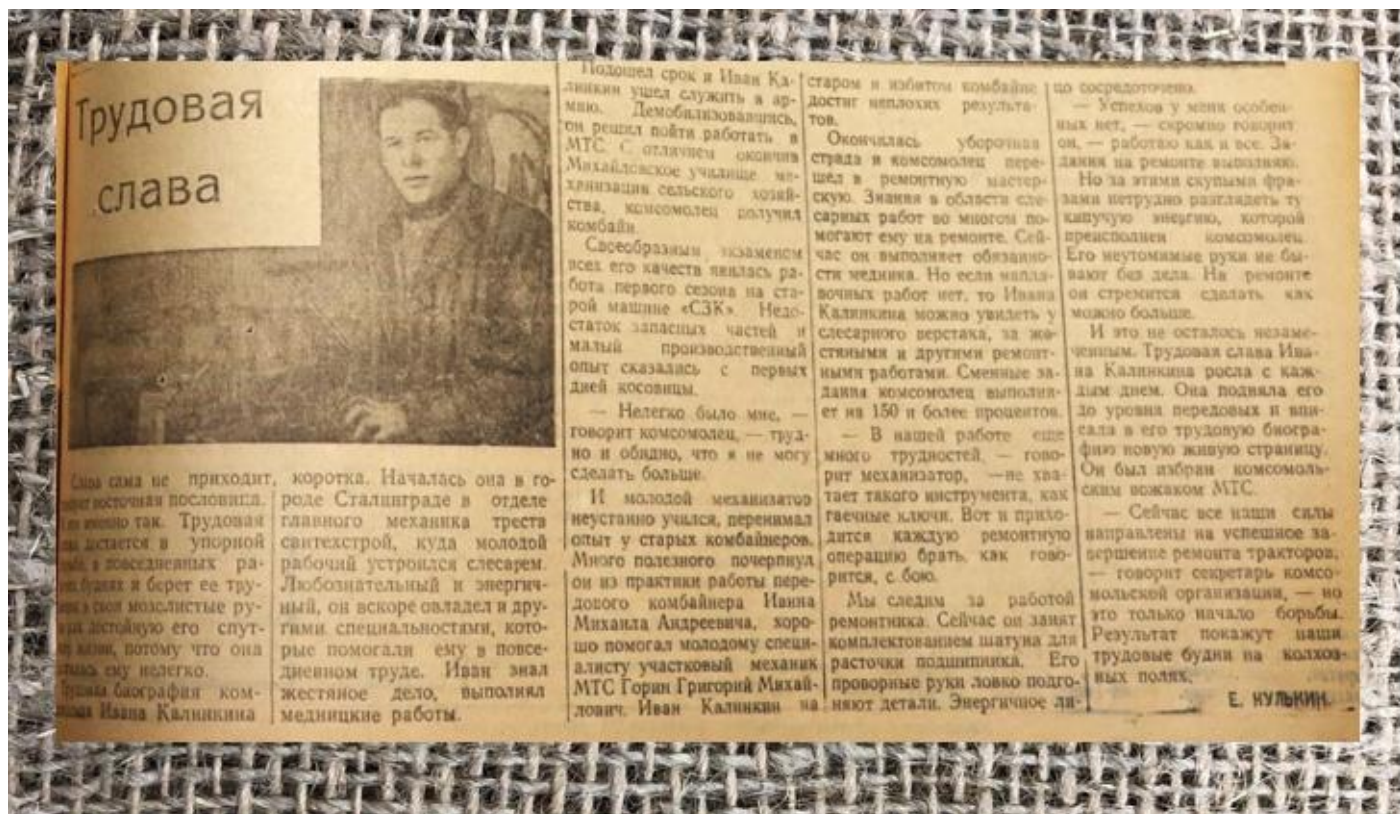 Трудовая
слава
сама не приходит,
восточная пословица.
именно так. Трудовая
достается в упорной
в повседневных ра-
буднях и берет ее тру-
в свои мозолистые ру-
достойную его спут-
жизни, потому что она
ему нелегко.
биография ком-
Ивана Калинкина
коротка. Началась она в го-
роде Сталинграде в отделе
главного механика треста
сантехстрой, куда молодой
рабочий устроился слесарем.
Любознательный и энергич-
ный, он вскоре овладел и дру-
гими специальностями, кото-
рые помогали ему в повсе-
дневном труде. Иван знал
жестяное дело, выполнял
медницкие работы.
Подошел срок и Иван Ка-
линкин ушел служить в ар-
мию. Демобилизовавшись,
он решил пойти работать в
МТС. С отличием окончив
Михайловское училище ме-
ханизации сельского хозяй-
ства, комсомолец получил
комбайн.
Своеобразным экзаменом
всех его качеств явилась ра-
бота первого сезона на ста-
рой машине «СЗК». Недо-
статок запасных частей и
малый производственный
опыт сказались с первых
дней косовицы.
— Нелегко было мне, —
говорит комсомолец, — труд-
но и обидно, что я не могу
сделать больше.
И молодой механизатор
неустанно учился, перенимал
опыт у старых комбайнеров.
Много полезного почерпнул
он из практики работы пере-
дового комбайнера Ивина
Михаила Андреевича, хоро-
шо помогал молодому специ-
алисту участковый механик
МТС Горин Григорий Михай-
лович. Иван Калинкин на
старом и избитом комбайне
достиг неплохих результа-
тов.
Окончилась уборочная
страда и комсомолец пере-
шел в ремонтную мастер-
скую. Знания в области сле-
сарных работ во многом по-
могают ему на ремонте. Сей-
час он выполняет обязанно-
сти медника. Но если напла-
вочных работ нет, то Ивана
Калинкина можно увидеть у
слесарного верстака, за же-
стяными и другими ремонт-
ными работами. Сменные за-
дания комсомолец выполня-
ет на 150 и более процентов.
— В нашей работе еще
много трудностей, — гово-
рит механизатор, —не хва-
тает такого инструмента, как
гаечные ключи. Вот и прихо-
дится каждую ремонтную
операцию брать, как гово-
рится, с бою.
Мы следим за работой
ремонтника. Сейчас он занят
комплектованием шатуна для
расточки подшипника. Его
проворные руки ловко подго-
няют детали. Энергичное ли-
цо сосредоточено.
— Успехов у меня особен-
ных нет, — скромно говорит
он, — работаю как и все. За-
дания на ремонте выполняю.
Но за этими скупыми фра-
зами нетрудно разглядеть ту
кипучую энергию, которой
преисполнен комсомолец.
Его неутомимые руки не бы-
вают без дела. На ремонте
он стремится сделать как
можно больше.
И это не осталось незаме-
ченным. Трудовая слава Ива-
на Калинкина росла с каж-
дым днем. Она подняла его
до уровня передовых и впи-
сала в его трудовую биогра-
фию новую живую страницу.
Он был избран комсомоль-
ским вожаком МТС.
— Сейчас все наши силы
направлены на успешное за-
вершение ремонта тракторов,
— говорит секретарь комсо-
мольской организации, — но
это только начало борьбы.
Результат покажут наши
трудовые будни на колхоз-
ных полях.
Е. КУЛЬКИН.